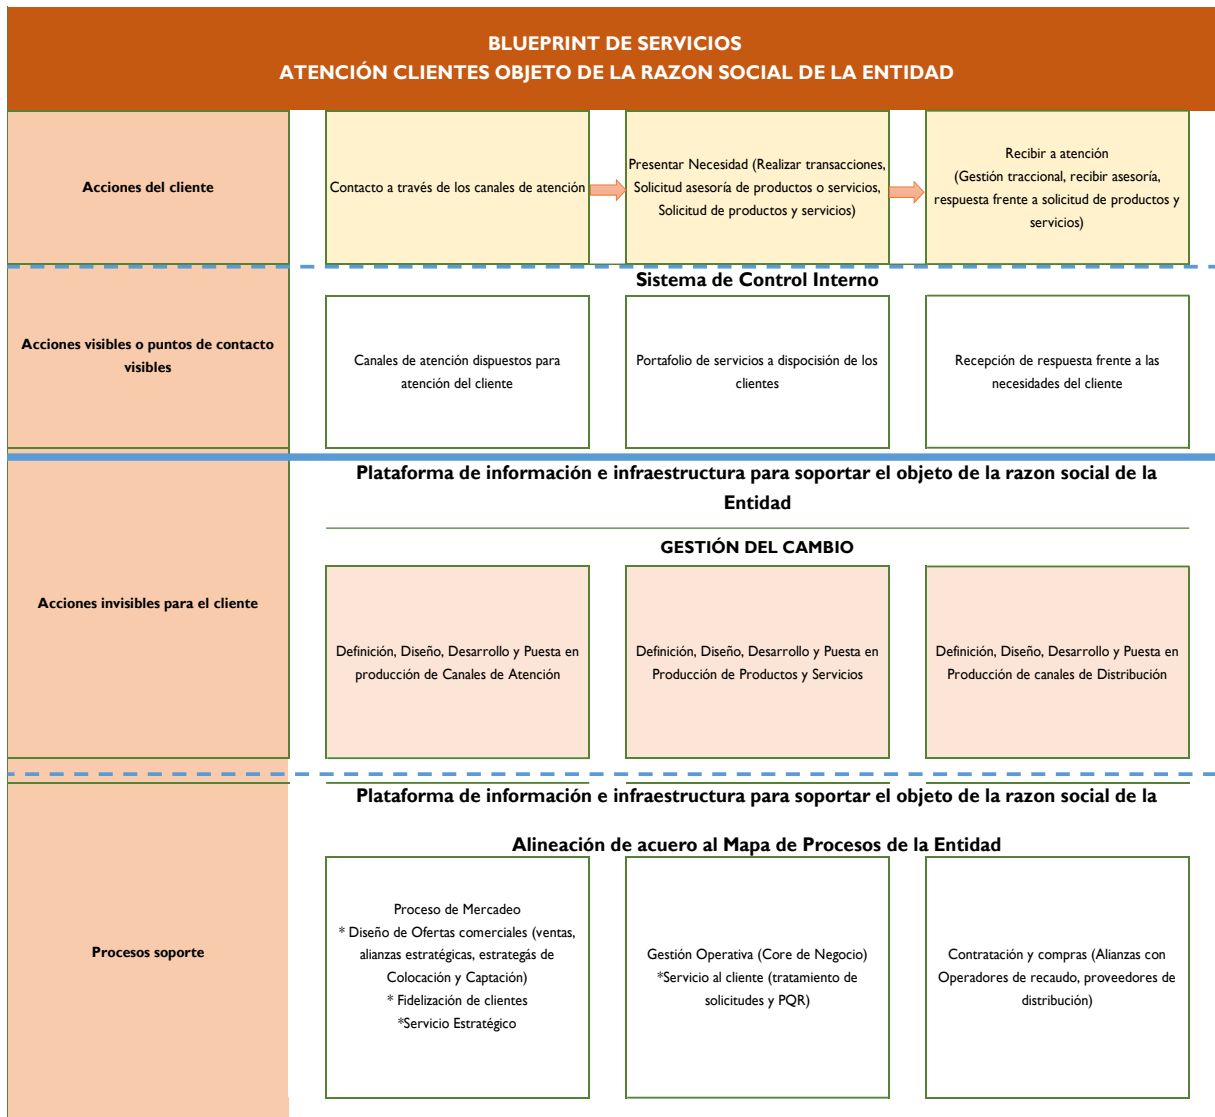 BLUEPRINT DE SERVICIOS
ATENCIÓN CLIENTES OBJETO DE LA RAZON SOCIAL DE LA ENTIDAD
Acciones del cliente
Contacto a través de los canales de atención
Presentar Necesidad (Realizar transacciones,
Solicitud asesoría de productos o servicios,
Solicitud de productos y servicios)
Recibir a atención
(Gestión traccional, recibir asesoría,
respuesta frente a solicitud de productos y
servicios)
Sistema de Control Interno
Acciones visibles o puntos de contacto
visibles
Canales de atención dispuestos para
atención del cliente
Portafolio de servicios a dispocisión de los
clientes
Recepción de respuesta frente a las
necesidades del cliente
Plataforma de información e infraestructura para soportar el objeto de la razon social de la
Entidad
GESTIÓN DEL CAMBIO
Acciones invisibles para el cliente
Definición, Diseño, Desarrollo y Puesta en
producción de Canales de Atención
Definición, Diseño, Desarrollo y Puesta en
Producción de Productos y Servicios
Definición, Diseño, Desarrollo y Puesta en
Producción de canales de Distribución
Plataforma de información e infraestructura para soportar el objeto de la razon social de la
Alineación de acuero al Mapa de Procesos de la Entidad
Procesos soporte
Proceso de Mercadeo
* Diseño de Ofertas comerciales (ventas,
alianzas estratégicas, estrategás de
Colocación y Captación)
* Fidelización de clientes
*Servicio Estratégico
Gestión Operativa (Core de Negocio)
*Servicio al cliente (tratamiento de
solicitudes y PQR)
Contratación y compras (Alianzas con
Operadores de recaudo, proveedores de
distribución)